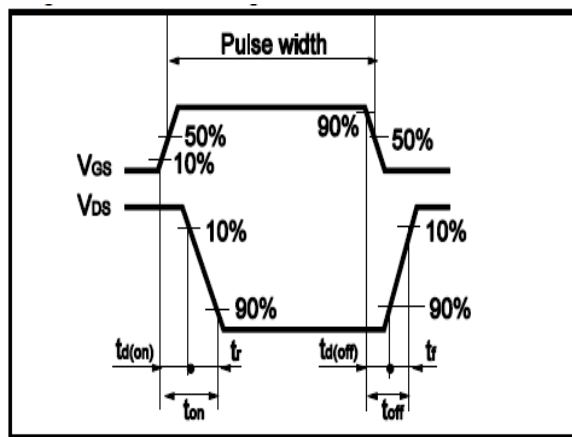 Pulse width
90%
50%
50%
10%
VGS
VDS
10%
10%
90%
90%
td(on)
tr
td(off)
tf
ton
toff